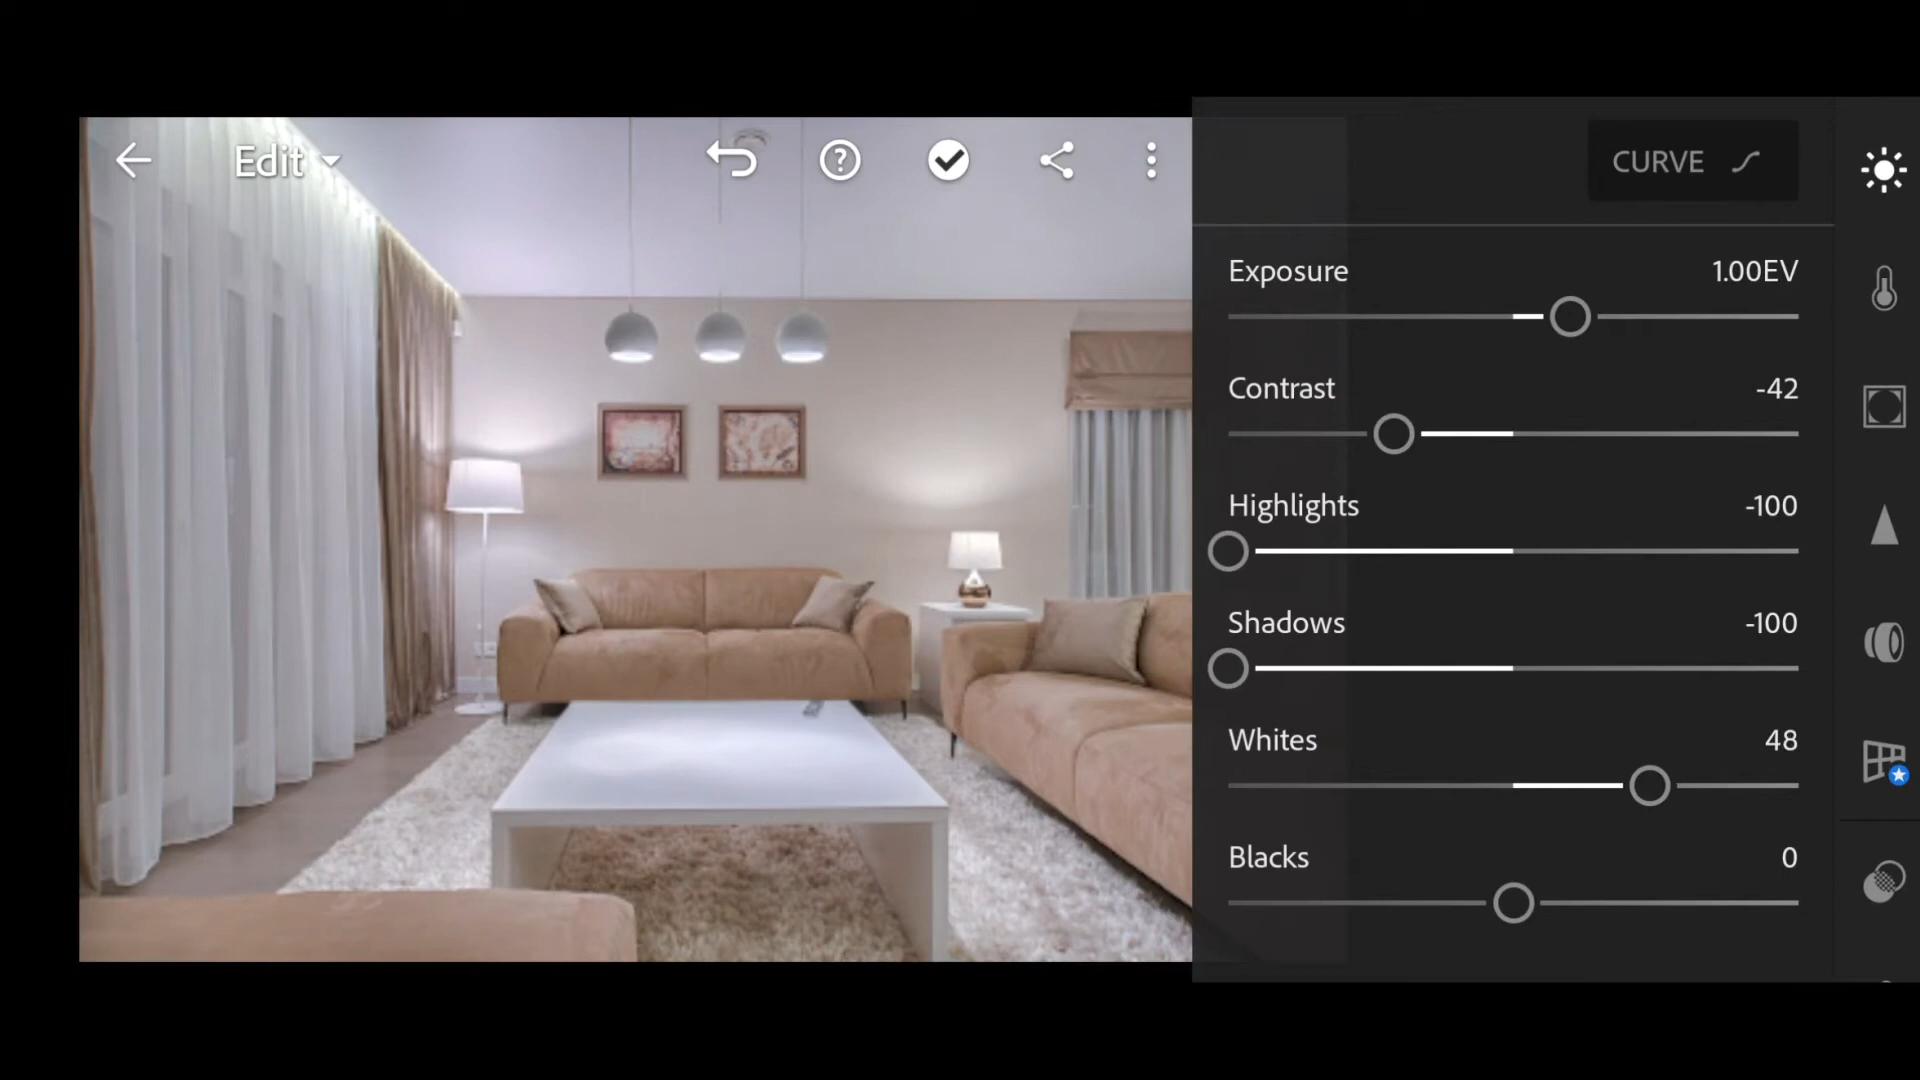 Edit
CURVE
Exposure 1.00EV
Contrast -42
Highlights -100
Shadows -100
Whites 48
Blacks 0